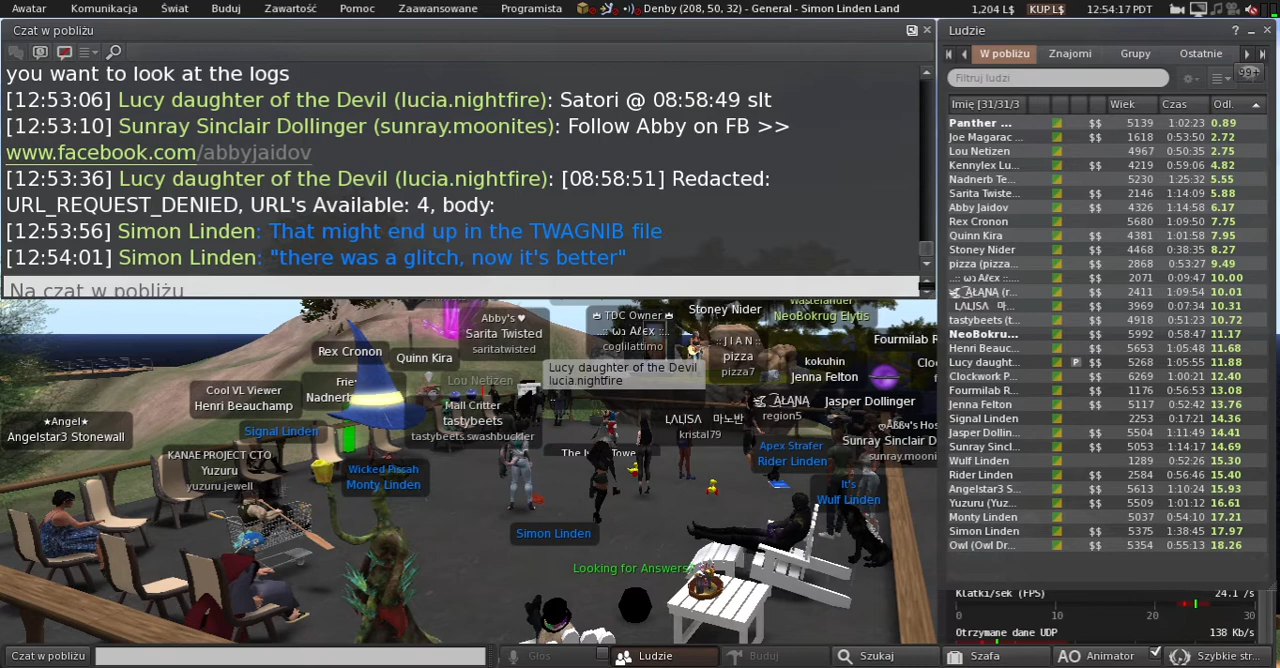 Awatar Komunikacja Świat Buduj Zawartość Pomoc Zaawansowane Programista Denby (208, 50, 32) - General - Simon Linden Land 1,204 L$ KUP L$ 12:54:17 PDT
Czat w pobliżu
you want to look at the logs
[12:53:06] Lucy daughter of the Devil (lucia.nightfire): Satori @ 08:58:49 slt
[12:53:10] Sunray Sinclair Dollinger (sunray.moonites): Follow Abby on FB >>
www.facebook.com/abbyjaidov
[12:53:36] Lucy daughter of the Devil (lucia.nightfire): [08:58:51] Redacted:
URL_REQUEST_DENIED, URL's Available: 4, body:
[12:53:56] Simon Linden: That might end up in the TWAGNIB file
[12:54:01] Simon Linden: "there was a glitch, now it's better"
Na czat w pobliżu
Abby's ♥
Sarita Twisted
saritatwisted
TDC Owner
coglilattimo
Stoney Nider
Wastelander
NeoBokrug Elytis
:: J I A N ::
pizza
pizza7
Rex Cronon
Quinn Kira
Lucy daughter of the Devil
lucia.nightfire
kokuhin
Jenna Felton
Fourmilab R
Cloc
Cool VL Viewer
Henri Beauchamp
Frie
Nadnerb
Lou Netizen
Mall Critter
tastybeets
tastybeets.swashbuckler
region5
Jasper Dollinger
kristal79
★Angel★
Angelstar3 Stonewall
Signal Linden
Sunray Sinclair D
sunray.mooni
KANAE PROJECT CTO
Yuzuru
yuzuru.jewell
Wicked Piscah
Monty Linden
Apex Strafer
Rider Linden
It's
Wulf Linden
Simon Linden
Looking for Answers
Ludzie
? _ ×
W pobliżu Znajomi Grupy Ostatnie
Filtruj ludzi
99+
Imię [31/31/3 Wiek Czas Odl.
Panther ... $$ 5139 1:02:23 0.89
Joe Magarac ... $$ 1618 0:53:50 2.72
Lou Netizen 4967 0:50:35 2.75
Kennylex Lu... $$ 4219 0:59:06 4.82
Nadnerb Te... 5230 1:25:32 5.55
Sarita Twiste... $$ 2146 1:14:09 5.88
Abby Jaidov $$ 4326 1:14:58 6.17
Rex Cronon 5680 1:09:50 7.75
Quinn Kira $$ 4381 1:01:58 7.95
Stoney Nider $$ 4468 0:38:35 8.27
pizza (pizza... $$ 2868 0:53:27 9.49
$$ 2071 0:09:47 10.00
$$ 2411 1:09:54 10.01
$$ 3969 0:07:34 10.31
tastybeets (t... $$ 4918 0:51:23 10.72
NeoBokru... $$ 5992 0:58:47 11.17
Henri Beauc... $$ 5143 1:05:48 11.68
Lucy daught... P $$ 5268 1:05:55 11.88
Clockwork P... $$ 6269 1:00:21 12.40
Fourmilab R... $$ 1176 0:56:53 13.08
Jenna Felton $$ 5117 0:52:42 13.76
Signal Linden 2253 0:17:21 14.36
Jasper Dolling... $$ 5504 1:11:49 14.41
Sunray Sincl... $$ 5053 1:14:17 14.69
Wulf Linden 1289 0:52:26 15.30
Rider Linden $$ 2584 0:56:46 15.40
Angelstar3 S... $$ 5613 1:10:24 15.93
Yuzuru (Yuz... $$ 5509 1:01:12 16.61
Monty Linden 5037 0:54:10 17.21
Simon Linden $$ 5375 1:38:45 17.97
Owl (Owl Dr... $$ 5354 0:55:13 18.26
Klatki/sek (FPS) 24.1 /s
0 10 20 30
Otrzymane dane UDP 138 Kb/s
Czat w pobliżu Głos Ludzie Buduj Szukaj Szafa AO Animator Szybkie str...